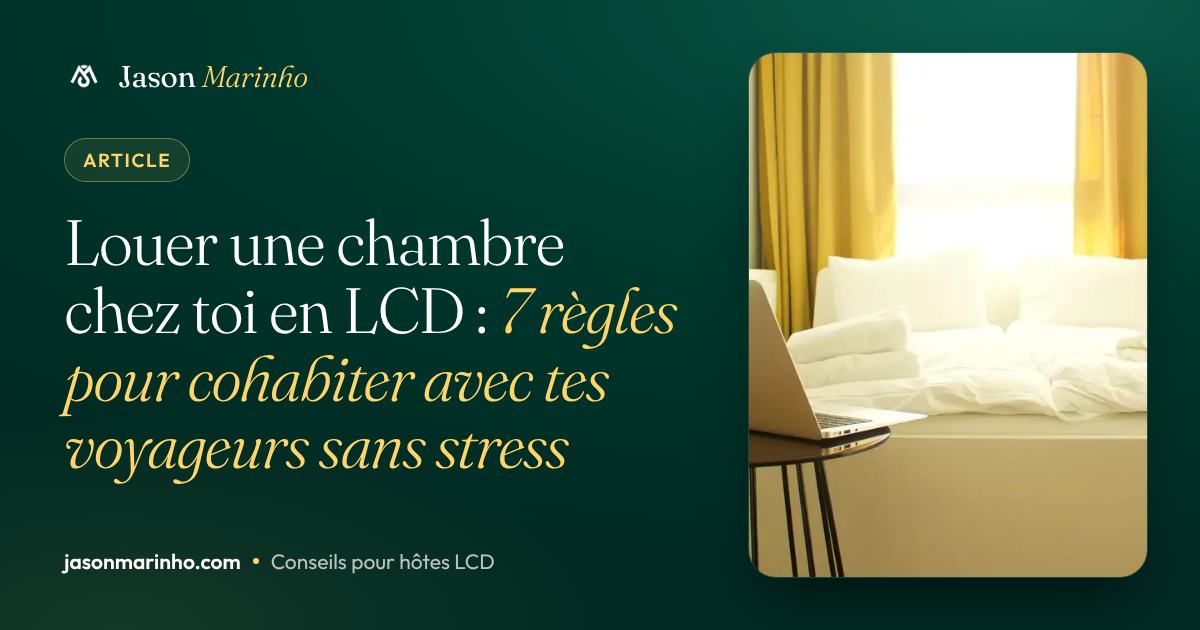 Jason Marinho
ARTICLE
Louer une chambre
chez toi en LCD : 7 règles
pour cohabiter avec tes
voyageurs sans stress
jasonmarinho.com • Conseils pour hôtes LCD